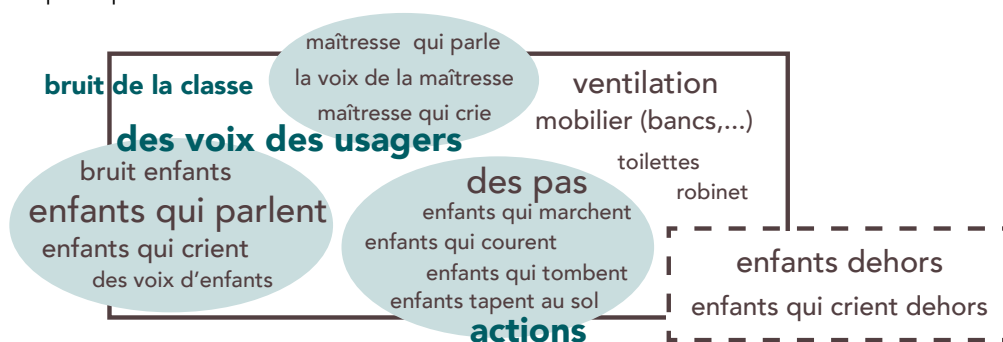 maîtresse qui parle
la voix de la maîtresse
maîtresse qui crie
bruit de la classe
des voix des usagers
ventilation
mobilier (bancs,...)
toilettes
robinet
bruit enfants
enfants qui parlent
enfants qui crient
des voix d'enfants
des pas
enfants qui marchent
enfants qui courent
enfants qui tombent
enfants tapent au sol
actions
enfants dehors
enfants qui crient dehors